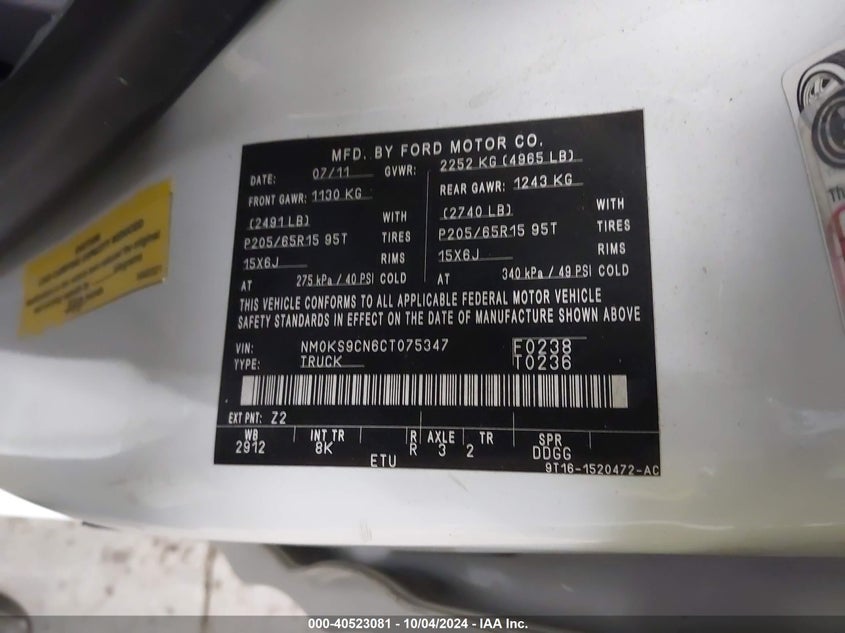 MFD. BY FORD MOTOR CO.
DATE: 07/11 GVWR: 2252 KG (4965 LB)
FRONT GAWR: 1130 KG REAR GAWR: 1243 KG
(2491 LB) WITH (2740 LB) WITH
P205/65R15 95T TIRES P205/65R15 95T TIRES
15X6J RIMS 15X6J RIMS
AT 275 kPa / 40 PSI COLD AT 340 kPa / 49 PSI COLD
THIS VEHICLE CONFORMS TO ALL APPLICABLE FEDERAL MOTOR VEHICLE
SAFETY STANDARDS IN EFFECT ON THE DATE OF MANUFACTURE SHOWN ABOVE
VIN: NM0KS9CN6CT075347 F0238
TYPE: TRUCK T0236
EXT PNT: Z2
WB INT TR R AXLE TR SPR
2912 8K R 3 2 DDGG
ETU 9T16-1520472-AC
000-40523081 - 10/04/2024 - IAA Inc.